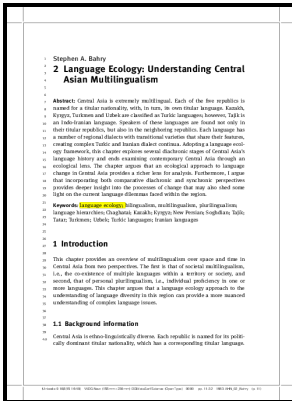 Stephen A. Bahry
2 Language Ecology: Understanding Central
Asian Multilingualism
Abstract: Central Asia is extremely multilingual. Each of the five republics is
named for a titular nationality, with, in turn, its own titular language. Kazakh,
Kyrgyz, Turkmen and Uzbek are classified as Turkic languages; however, Tajik is
an Indo-Iranian language. Speakers of these languages are found not only in
their titular republics, but also in the neighboring republics. Each language has
a number of regional dialects with transitional varieties that share their features,
creating complex Turkic and Iranian dialect continue. Adopting a language ecol-
ogy framework, this chapter explores several diachronic stages of Central Asia's
language history and ends examining contemporary Central Asia through an
ecological lens. The chapter argues that an ecological approach to language
change in Central Asia provides a richer lens for analysis. Furthermore, I argue
that incorporating both comparative diachronic and synchronic perspectives
provides deeper insight into the processes of change that may also shed some
light on the current language dilemmas faced within the region.
Keywords: language ecology; bilingualism, multilingualism, plurilingualism;
language hierarchies; Chaghatai; Kazakh; Kyrgyz; New Persian; Soghdian; Tajik;
Tatar; Turkmen; Uzbek; Turkic languages; Iranian languages
1 Introduction
This chapter provides an overview of multilingualism over space and time in
Central Asia from two perspectives. The first is that of societal multilingualism,
i.e., the co-existence of multiple languages within a territory or society, and
second, that of personal plurilingualism, i.e., individual proficiency in one or
more languages. This chapter argues that a language ecology approach to the
understanding of language diversity in this region can provide a more nuanced
understanding of complex language issues.
1.1 Background information
Central Asia is ethno-linguistically diverse. Each republic is named for its politi-
cally dominant titular nationality, which has a corresponding titular language.